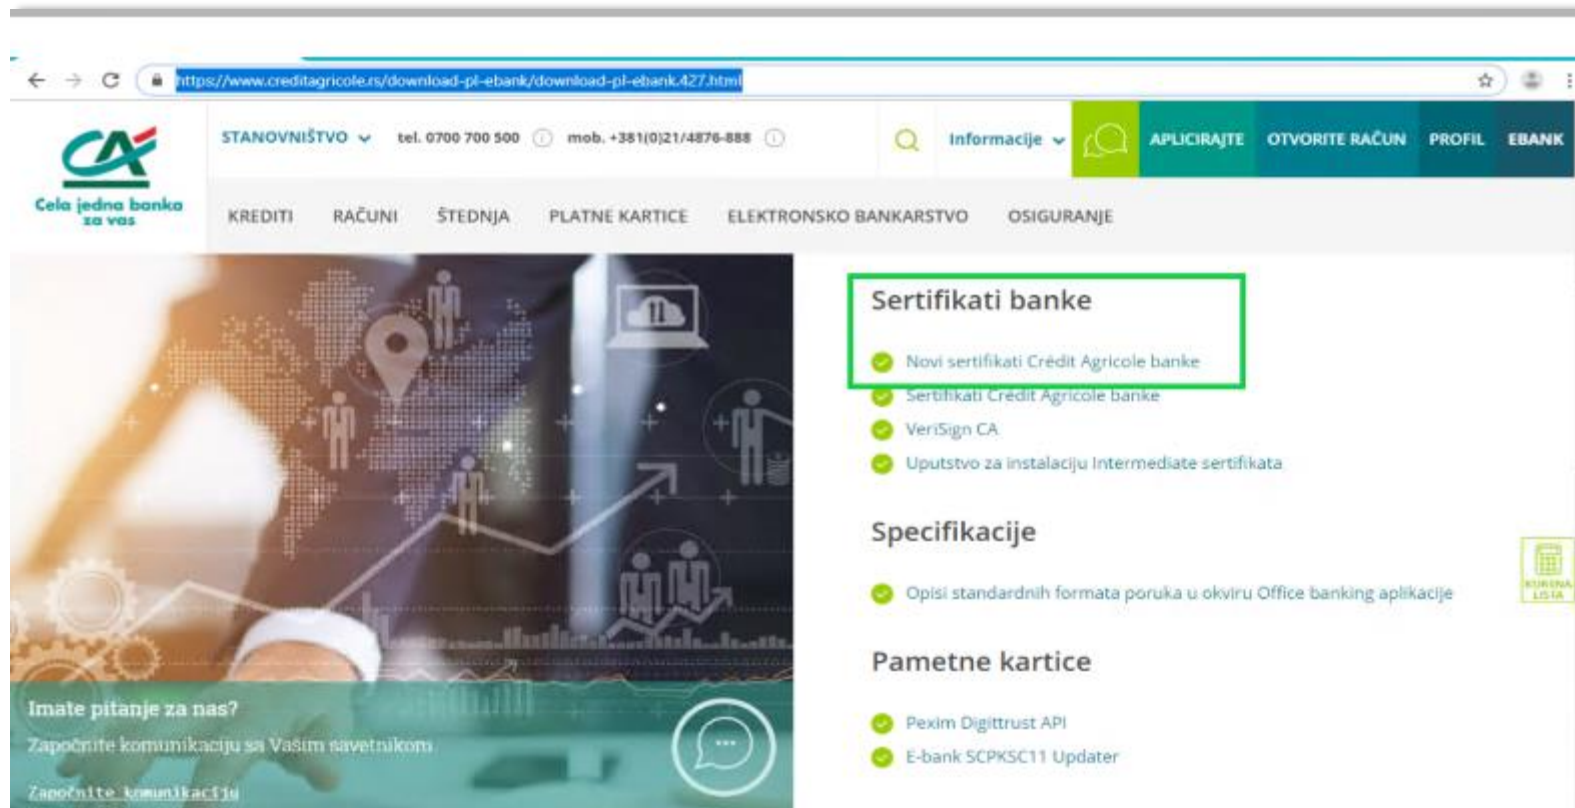 https://www.creditagricole.rs/download-pl-ebank/download-pl-ebank.427.html
STANOVNIŠTVO tel. 0700 700 500 mob. +381(0)21/4876-888 Informacije APLICIRAJTE OTVORITE RAČUN PROFIL EBANK
CA
Cela jedna banka
za vas
KREDITI RAČUNI ŠTEDNJA PLATNE KARTICE ELEKTRONSKO BANKARSTVO OSIGURANJE
Sertifikati banke
Novi sertifikati Crédit Agricole banke
Sertifikati Crédit Agricole banke
VeriSign CA
Uputstvo za instalaciju Intermediate sertifikata
Specifikacije
Opisi standardnih formata poruka u okviru Office banking aplikacije
KURSNA
LISTA
Pametne kartice
Pexim Digittrust API
E-bank SCPKSC11 Updater
Imate pitanje za nas?
Započnite komunikaciju sa Vašim savetnikom
Započnite komunikaciju